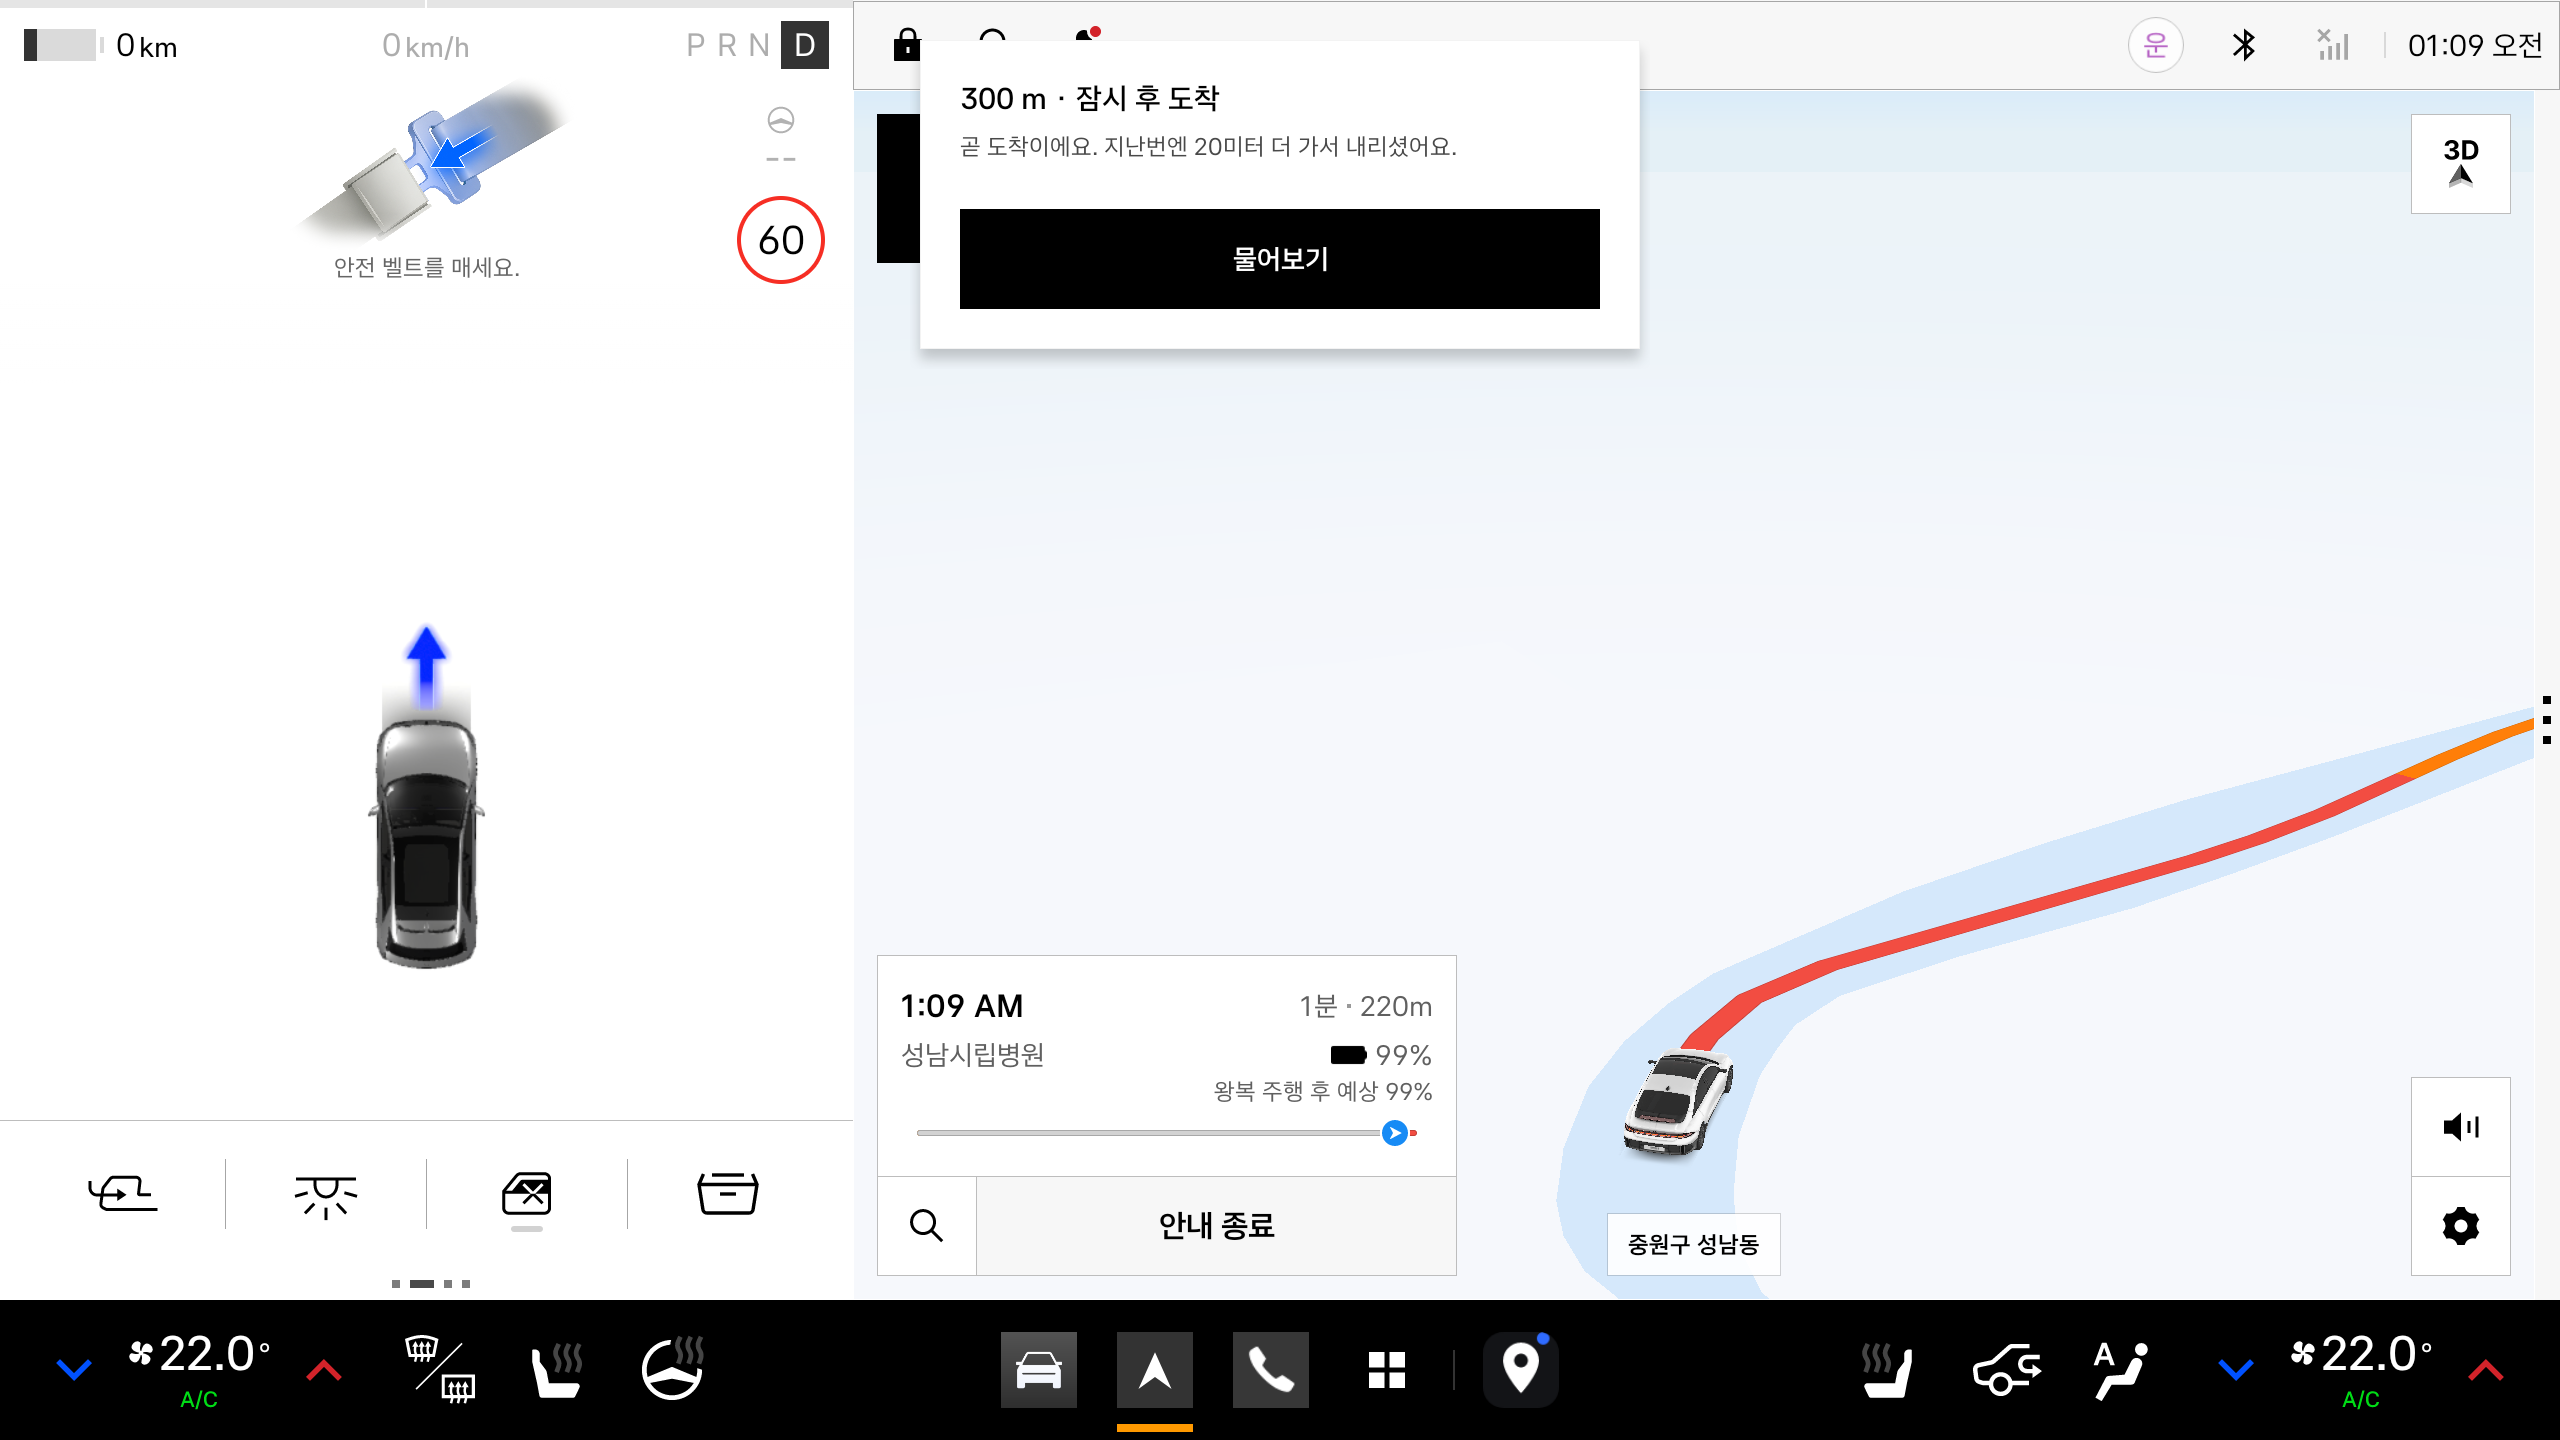 0 km
0 km/h
P R N D
안전 벨트를 매세요.
--
60
운
01:09 오전
300 m · 잠시 후 도착
곧 도착이에요. 지난번엔 20미터 더 가서 내리셨어요.
물어보기
3D
1:09 AM
1분 · 220m
성남시립병원
99%
왕복 주행 후 예상 99%
안내 종료
중원구 성남동
22.0°
A/C
A
22.0°
A/C